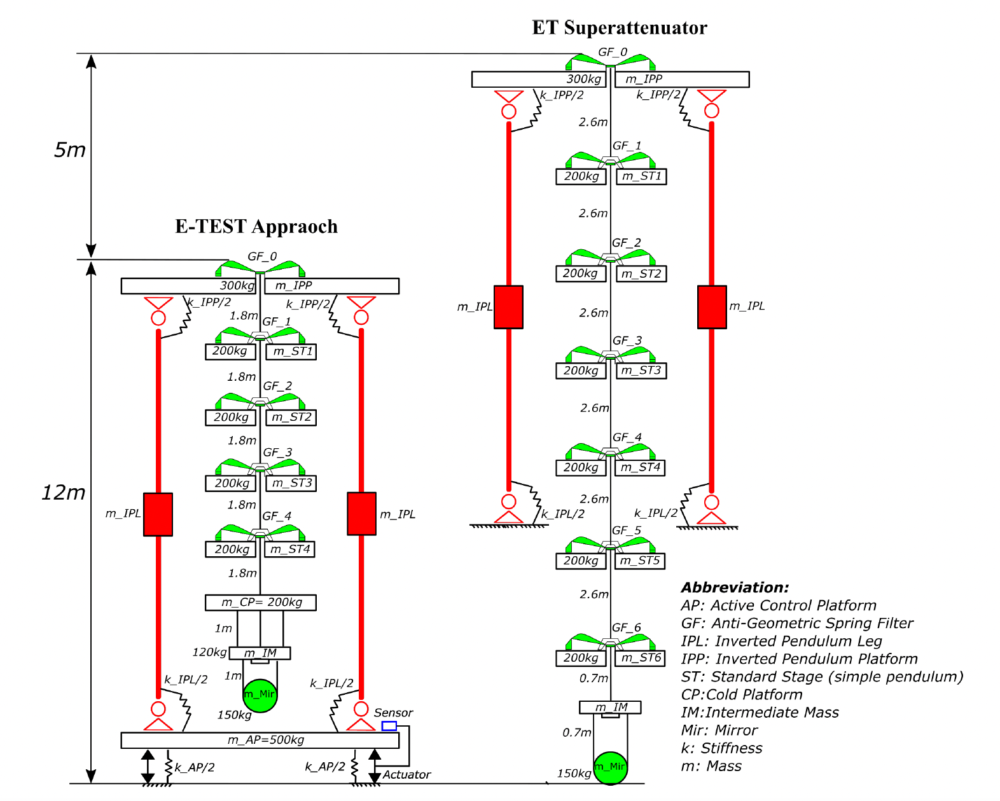 ET Superattenuator
GF_0
300kg
m_IPP
k_IPP/2
k_IPP/2
2.6m
5m
GF_1
200kg
m_ST1
2.6m
E-TEST Appraoch
GF_2
200kg
m_ST2
GF_0
300kg
m_IPP
k_IPP/2
k_IPP/2
1.8m
GF_1
200kg
m_ST1
1.8m
GF_2
200kg
m_ST2
1.8m
GF_3
200kg
m_ST3
1.8m
GF_4
200kg
m_ST4
1.8m
m_IPL
m_IPL
12m
m_CP= 200kg
1m
120kg
m_IM
1m
m_Mir
150kg
k_IPL/2
k_IPL/2
Sensor
m_AP=500kg
k_AP/2
k_AP/2
Actuator
m_IPL
m_IPL
2.6m
GF_3
200kg
m_ST3
2.6m
GF_4
200kg
m_ST4
2.6m
k_IPL/2
k_IPL/2
GF_5
200kg
m_ST5
2.6m
GF_6
200kg
m_ST6
0.7m
m_IM
0.7m
m_Mir
150kg
Abbreviation:
AP: Active Control Platform
GF: Anti-Geometric Spring Filter
IPL: Inverted Pendulum Leg
IPP: Inverted Pendulum Platform
ST: Standard Stage (simple pendulum)
CP:Cold Platform
IM:Intermediate Mass
Mir: Mirror
k: Stiffness
m: Mass